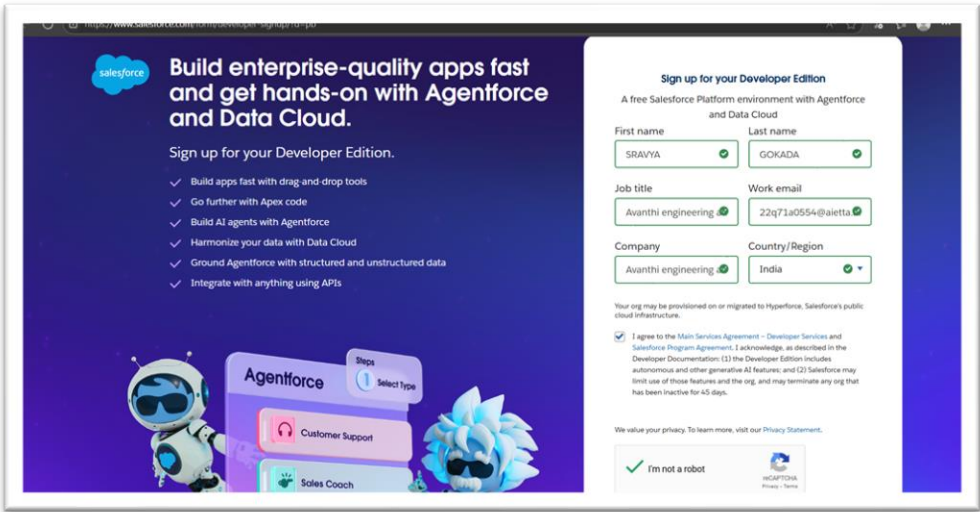 https://www.salesforce.com/form/developer-signup/?d=pb
salesforce
Build enterprise-quality apps fast
and get hands-on with Agentforce
and Data Cloud.
Sign up for your Developer Edition.
Build apps fast with drag-and-drop tools
Go further with Apex code
Build AI agents with Agentforce
Harmonize your data with Data Cloud
Ground Agentforce with structured and unstructured data
Integrate with anything using APIs
Agentforce
Steps
1 Select Type
Customer Support
Sales Coach
Sign up for your Developer Edition
A free Salesforce Platform environment with Agentforce
and Data Cloud
First name Last name
SRAVYA GOKADA
Job title Work email
Avanthi engineering 22q71a0554@aietta.
Company Country/Region
Avanthi engineering India
Your org may be provisioned on or migrated to Hyperforce, Salesforce's public
cloud infrastructure.
I agree to the Main Services Agreement – Developer Services and
Salesforce Program Agreement. I acknowledge, as described in the
Developer Documentation: (1) the Developer Edition includes
autonomous and other generative AI features; and (2) Salesforce may
limit use of those features and the org, and may terminate any org that
has been inactive for 45 days.
We value your privacy. To learn more, visit our Privacy Statement.
I'm not a robot
reCAPTCHA
Privacy - Terms